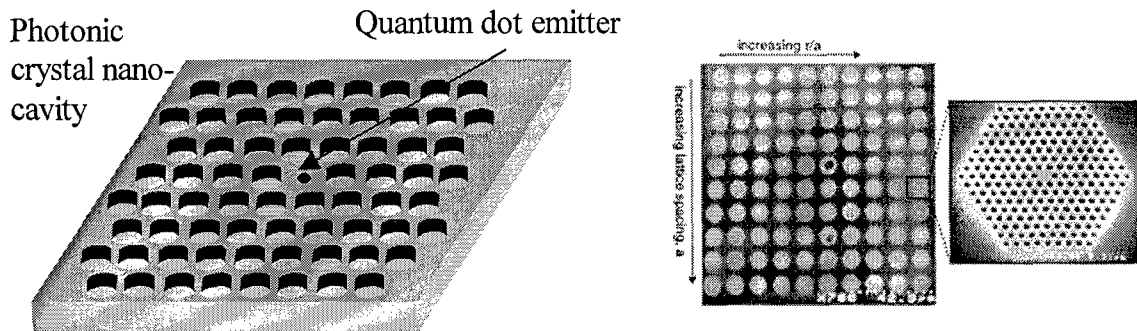 Photonic
crystal nano-
cavity
Quantum dot emitter
increasing r/a
increasing lattice spacing, a